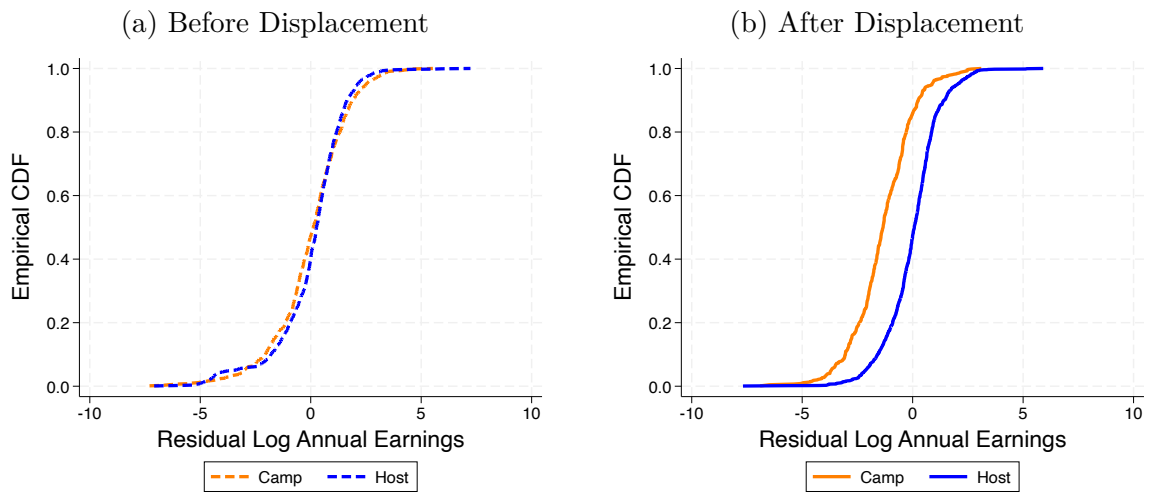 (a) Before Displacement
1.0
0.8
0.6
0.4
0.2
0.0
Empirical CDF
-10 -5 0 5 10
Residual Log Annual Earnings
Camp Host
(b) After Displacement
1.0
0.8
0.6
0.4
0.2
0.0
Empirical CDF
-10 -5 0 5 10
Residual Log Annual Earnings
Camp Host